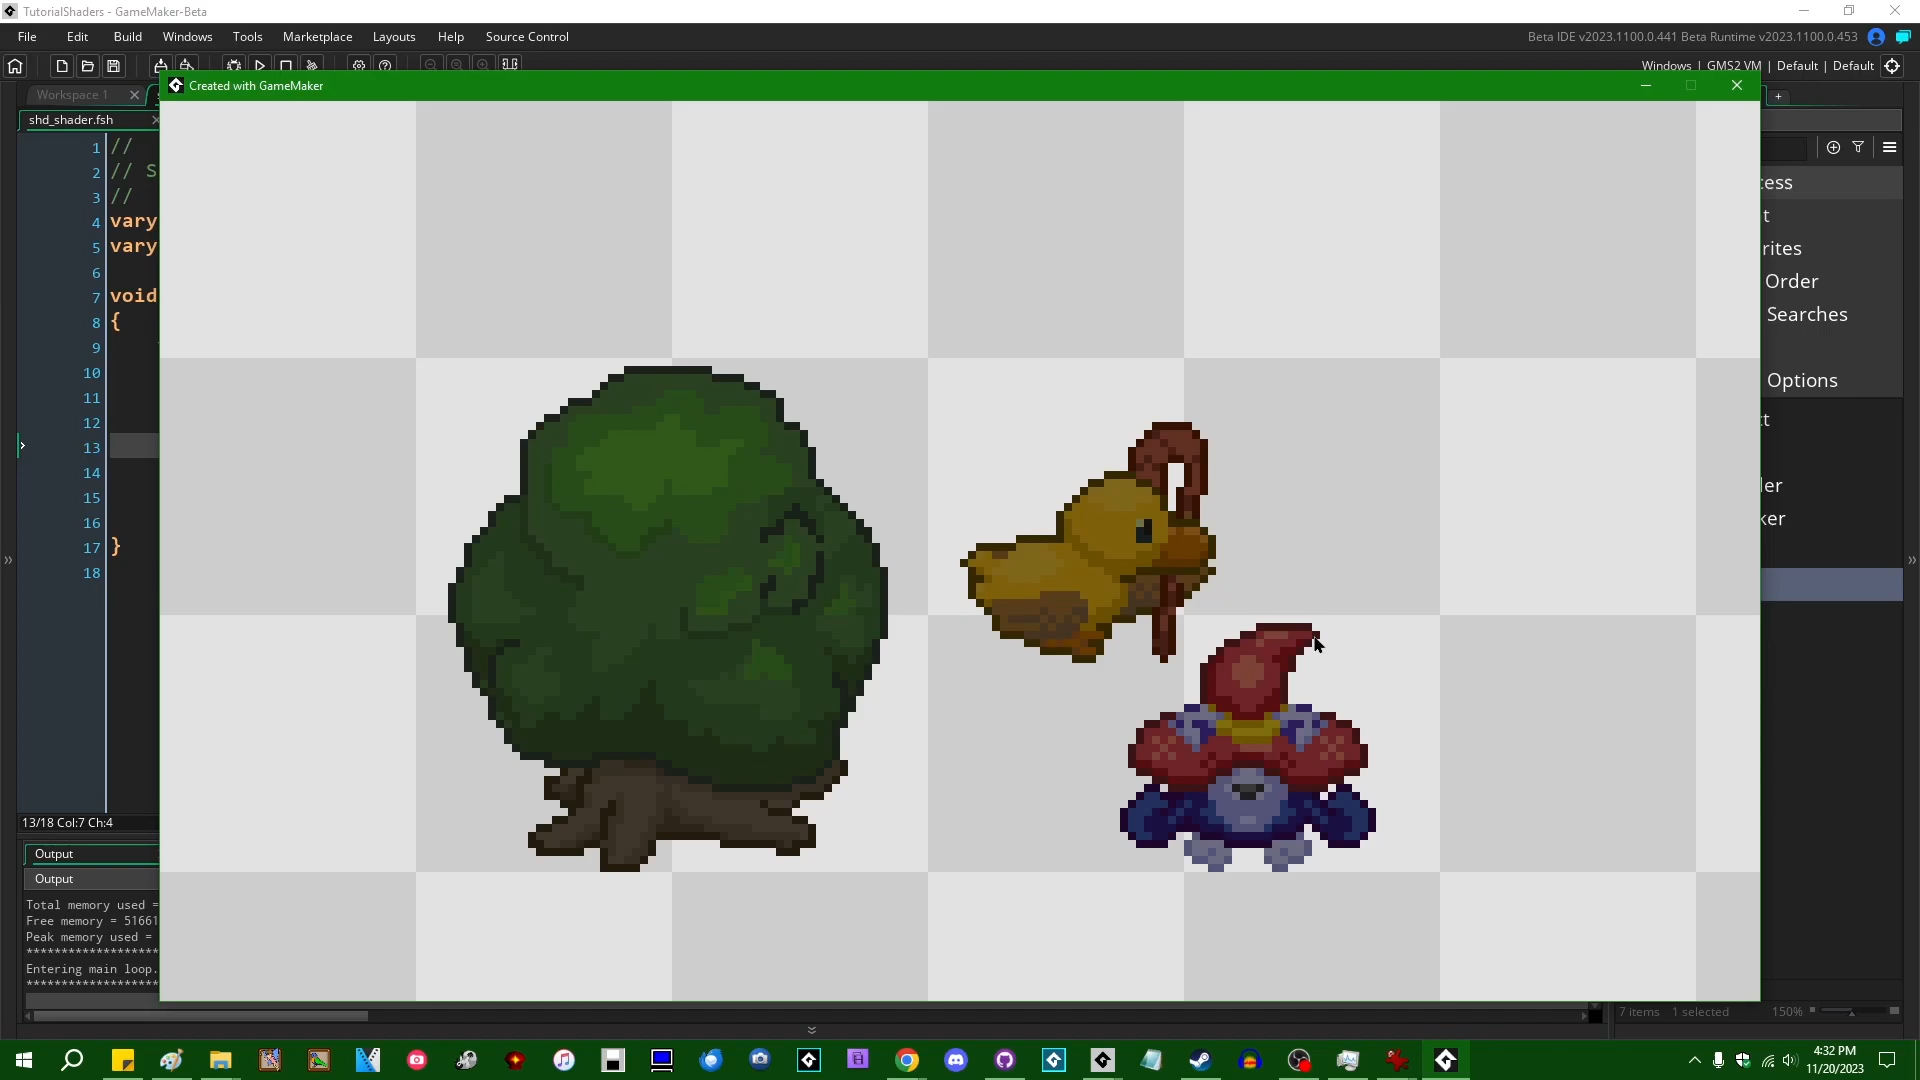 TutorialShaders - GameMaker-Beta
File Edit Build Windows Tools Marketplace Layouts Help Source Control
Beta IDE v2023.1100.0.441 Beta Runtime v2023.1100.0.453
Windows | GMS2 VM | Default | Default
Workspace 1
Created with GameMaker
shd_shader.fsh
1 //
2 // S
3 //
4 vary
5 vary
6
7 void
8 {
9
10
11
12
13
14
15
16
17 }
18
cess
t
rites
Order
Searches
Options
ct
der
ker
13/18 Col:7 Ch:4
Output
Output
Total memory used =
Free memory = 51661
Peak memory used =
*******************
Entering main loop.
*******************
7 items 1 selected 150%
4:32 PM
11/20/2023